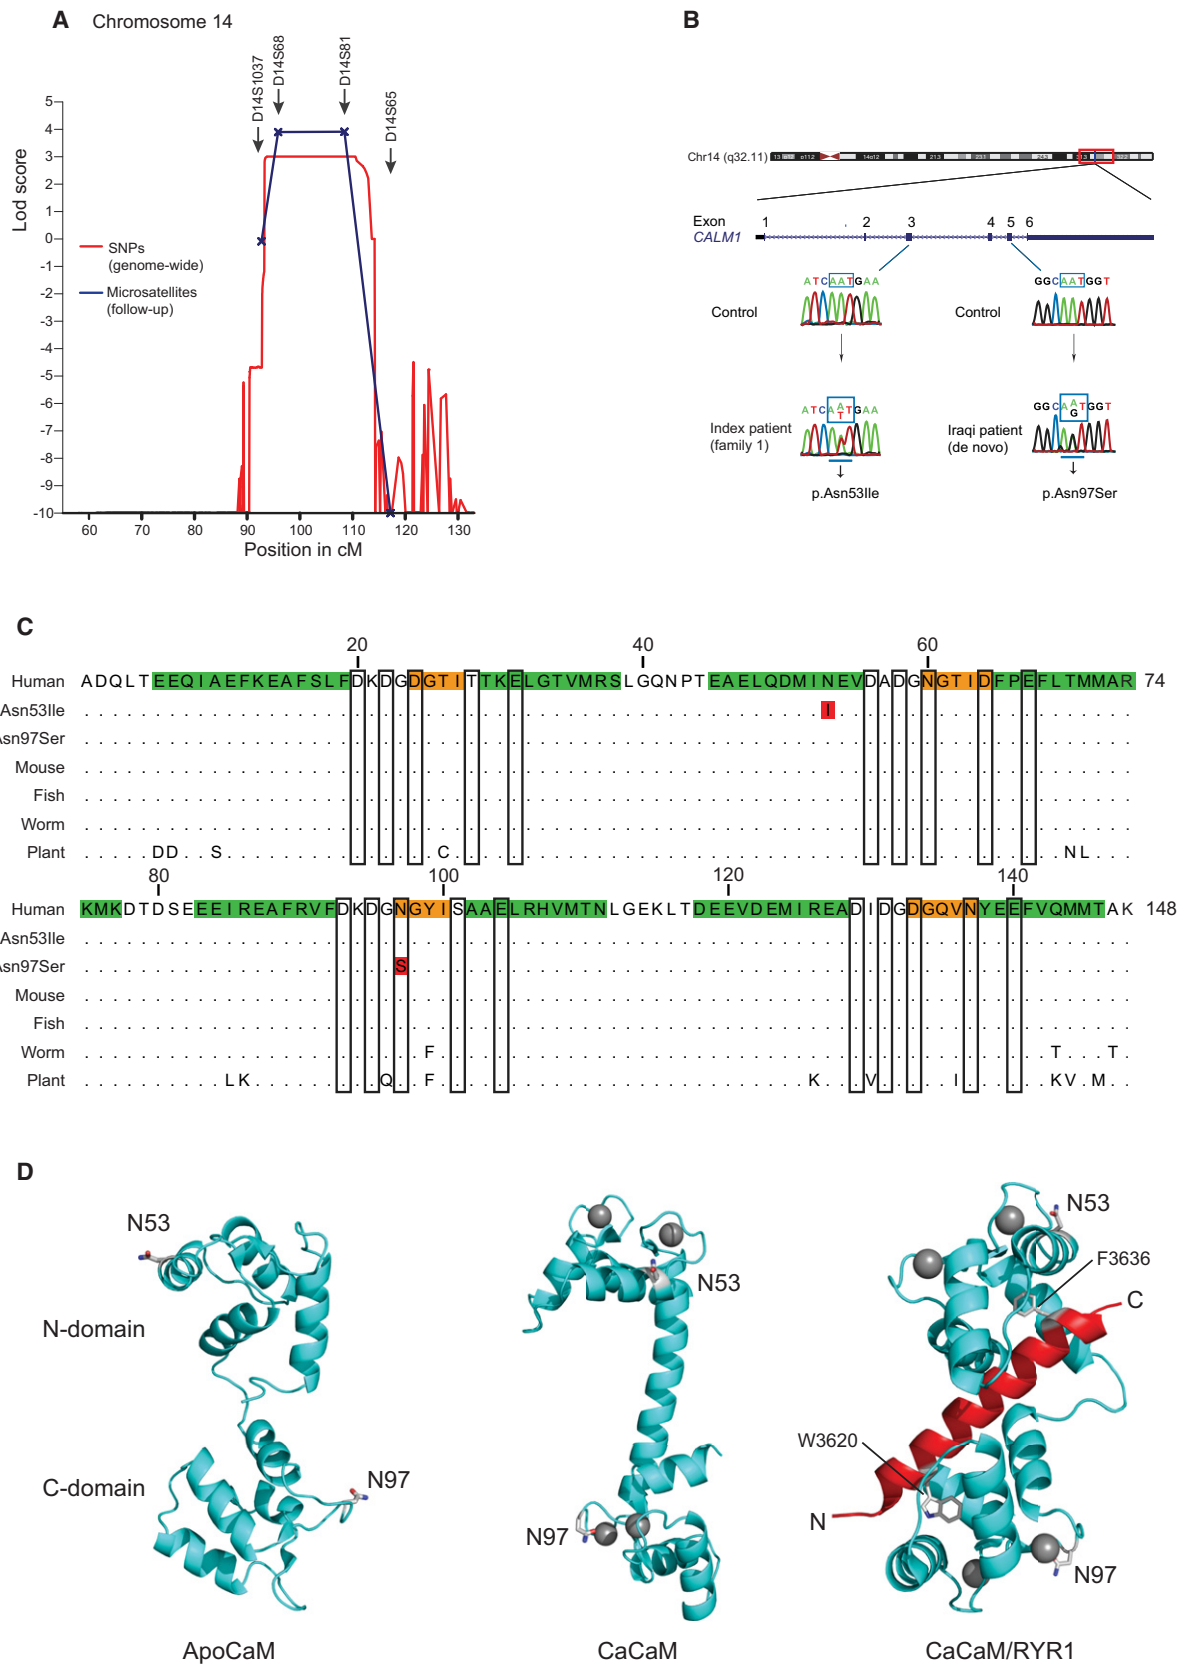 A Chromosome 14
D14S1037
D14S68
D14S81
D14S65
Lod score
5
4
3
2
1
0
-1
-2
-3
-4
-5
-6
-7
-8
-9
-10
SNPs
(genome-wide)
Microsatellites
(follow-up)
60 70 80 90 100 110 120 130
Position in cM
B
Chr14 (q32.11)
Exon 1 2 3 4 5 6
CALM1
ATCAATGAA
GGCAATGGT
Control
Control
ATCAATGAA
T
GGCAATGGT
G
Index patient
(family 1)
Iraqi patient
(de novo)
p.Asn53Ile
p.Asn97Ser
C
20 40 60
Human ADQLTEEQIAEFKEAFSLFDKDGDGTITTKELGTVMRSLGQNPTEAELQDMINEVDADGNGTIDFPEFLTMMAR 74
Asn53Ile I
Asn97Ser
Mouse
Fish
Worm
Plant DD S C NL
80 100 120 140
Human KMKDTDSEEEIREAFRVFDKDGNGYISAAELRHVMTNLGEKLTDEEVDEMIREADIDGDGQVNYEEFVQMMTAK 148
Asn53Ile
Asn97Ser S
Mouse
Fish
Worm F T T
Plant LK Q F K V I KV M
D
N53
N-domain
C-domain
N97
ApoCaM
N53
N97
CaCaM
N53
F3636
C
W3620
N
N97
CaCaM/RYR1